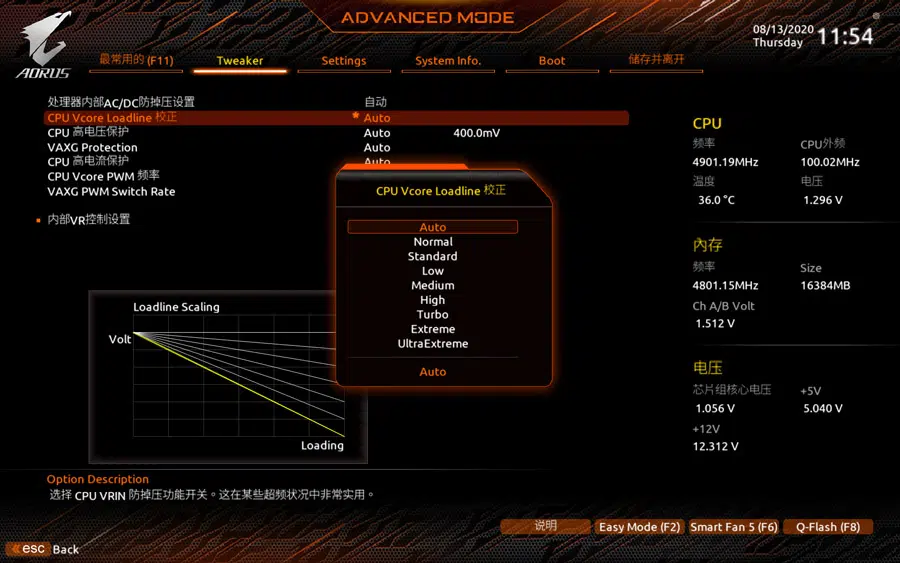 ADVANCED MODE
AORUS
08/13/2020
Thursday
11:54
最常用的 (F11)
Tweaker
Settings
System Info.
Boot
储存并离开
处理器内部AC/DC防掉压设置 自动
CPU Vcore Loadline 校正 * Auto
CPU 高电压保护 Auto 400.0mV
VAXG Protection Auto
CPU 高电流保护 Auto
CPU Vcore PWM 频率
VAXG PWM Switch Rate
内部VR控制设置
CPU Vcore Loadline 校正
Auto
Normal
Standard
Low
Medium
High
Turbo
Extreme
UltraExtreme
Auto
Loadline Scaling
Volt
Loading
CPU
频率 CPU外频
4901.19MHz 100.02MHz
温度 电压
36.0 °C 1.296 V
內存
频率 Size
4801.15MHz 16384MB
Ch A/B Volt
1.512 V
电压
芯片组核心电压 +5V
1.056 V 5.040 V
+12V
12.312 V
Option Description
选择 CPU VRIN 防掉压功能开关。这在某些超频状况中非常实用。
说明
Easy Mode (F2)
Smart Fan 5 (F6)
Q-Flash (F8)
«esc Back